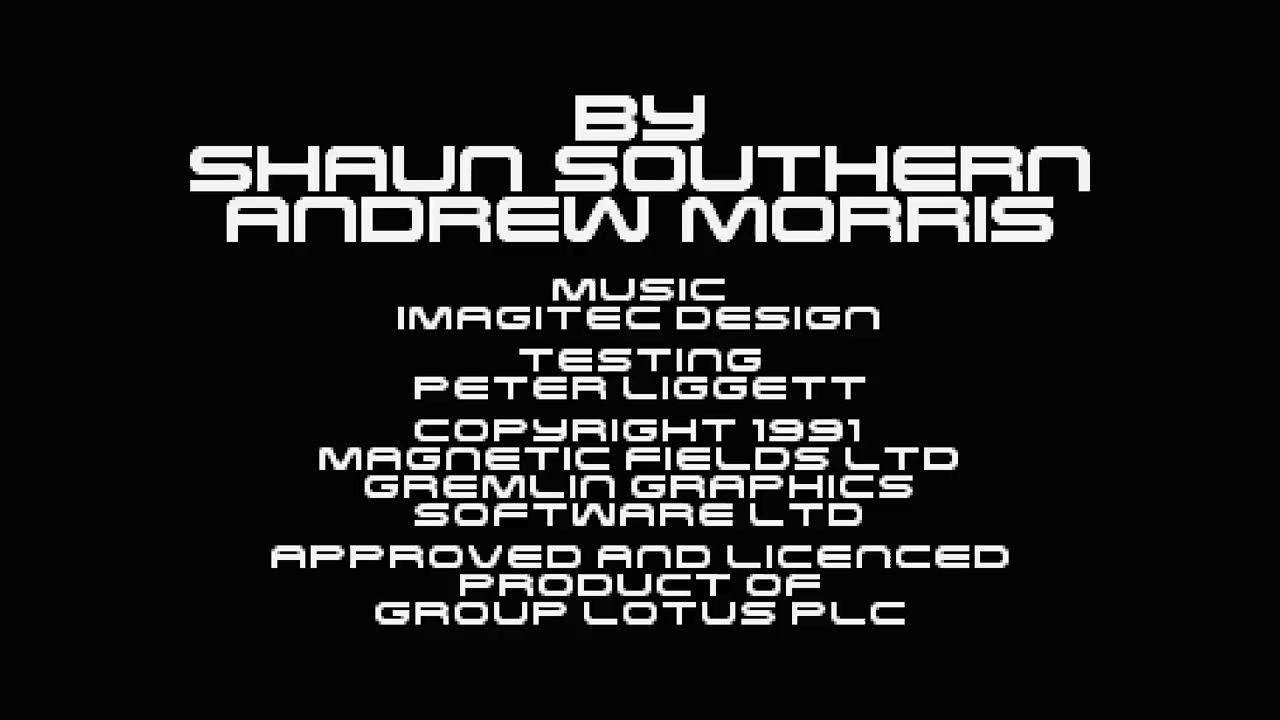 BY
SHAUN SOUTHERN
ANDREW MORRIS
MUSIC
IMAGITEC DESIGN
TESTING
PETER LIGGETT
COPYRIGHT 1991
MAGNETIC FIELDS LTD
GREMLIN GRAPHICS
SOFTWARE LTD
APPROVED AND LICENCED
PRODUCT OF
GROUP LOTUS PLC